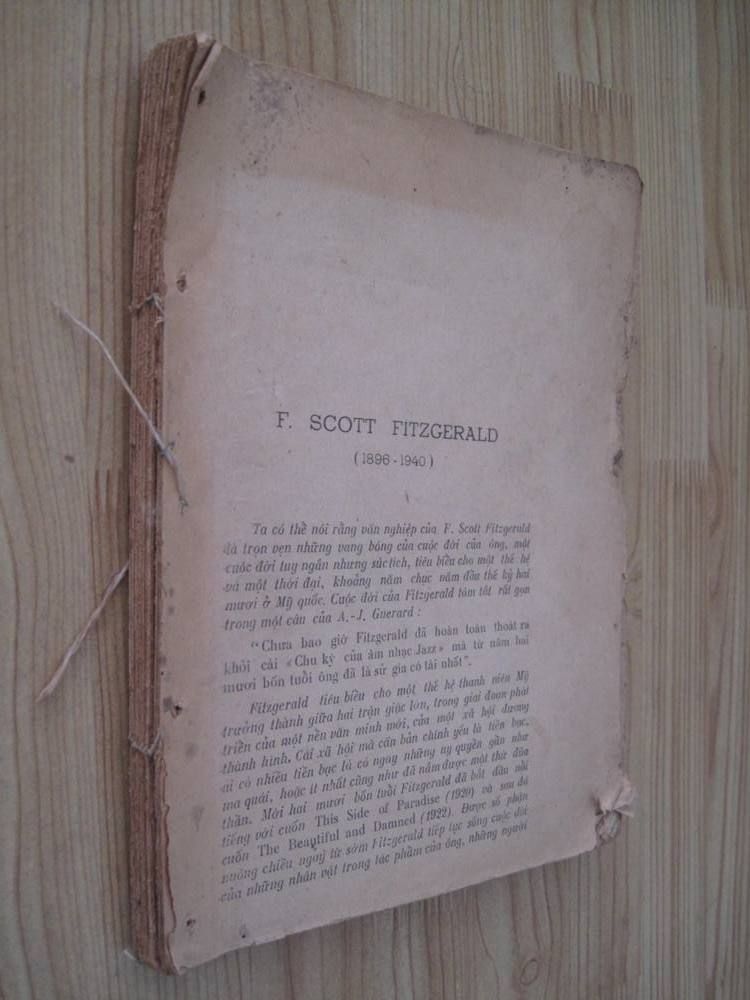 F. SCOTT FITZGERALD
(1896 - 1940)
Ta có thể nói rằng văn nghiệp của F. Scott Fitzgerald
là trọn vẹn những vang bóng của cuộc đời của ông, một
cuộc đời tuy ngắn nhưng súc tích, tiêu biểu cho một thế hệ
và một thời đại, khoảng năm chục năm đầu thế kỷ hai
mươi ở Mỹ quốc. Cuộc đời của Fitzgerald tóm tắt rất gọn
trong một câu của A.-J. Guerard :
“Chưa bao giờ Fitzgerald đã hoàn toàn thoát ra
khỏi cái «Chu kỳ của âm nhạc Jazz» mà từ năm hai
mươi bốn tuổi ông đã là sử gia có tài nhất”.
Fitzgerald tiêu biểu cho một thế hệ thanh niên Mỹ
trưởng thành giữa hai trận giặc lớn, trong giai đoạn phát
triển của một nền văn minh mới, của một xã hội đương
thành hình. Cái xã hội mà căn bản chính yếu là tiền bạc,
ai có nhiều tiền bạc là có ngay những uy quyền gần như
ma quái, hoặc ít nhất cũng như đã nắm được một thứ đũa
thần. Mới hai mươi bốn tuổi Fitzgerald đã bắt đầu nổi
tiếng với cuốn This Side of Paradise (1920) và sau đó
cuốn The Beautiful and Damned (1922). Được số phận
nuông chiều ngay từ sớm Fitzgerald tiếp tục sống cuộc đời
của những nhân vật trong tác phẩm của ông, những người